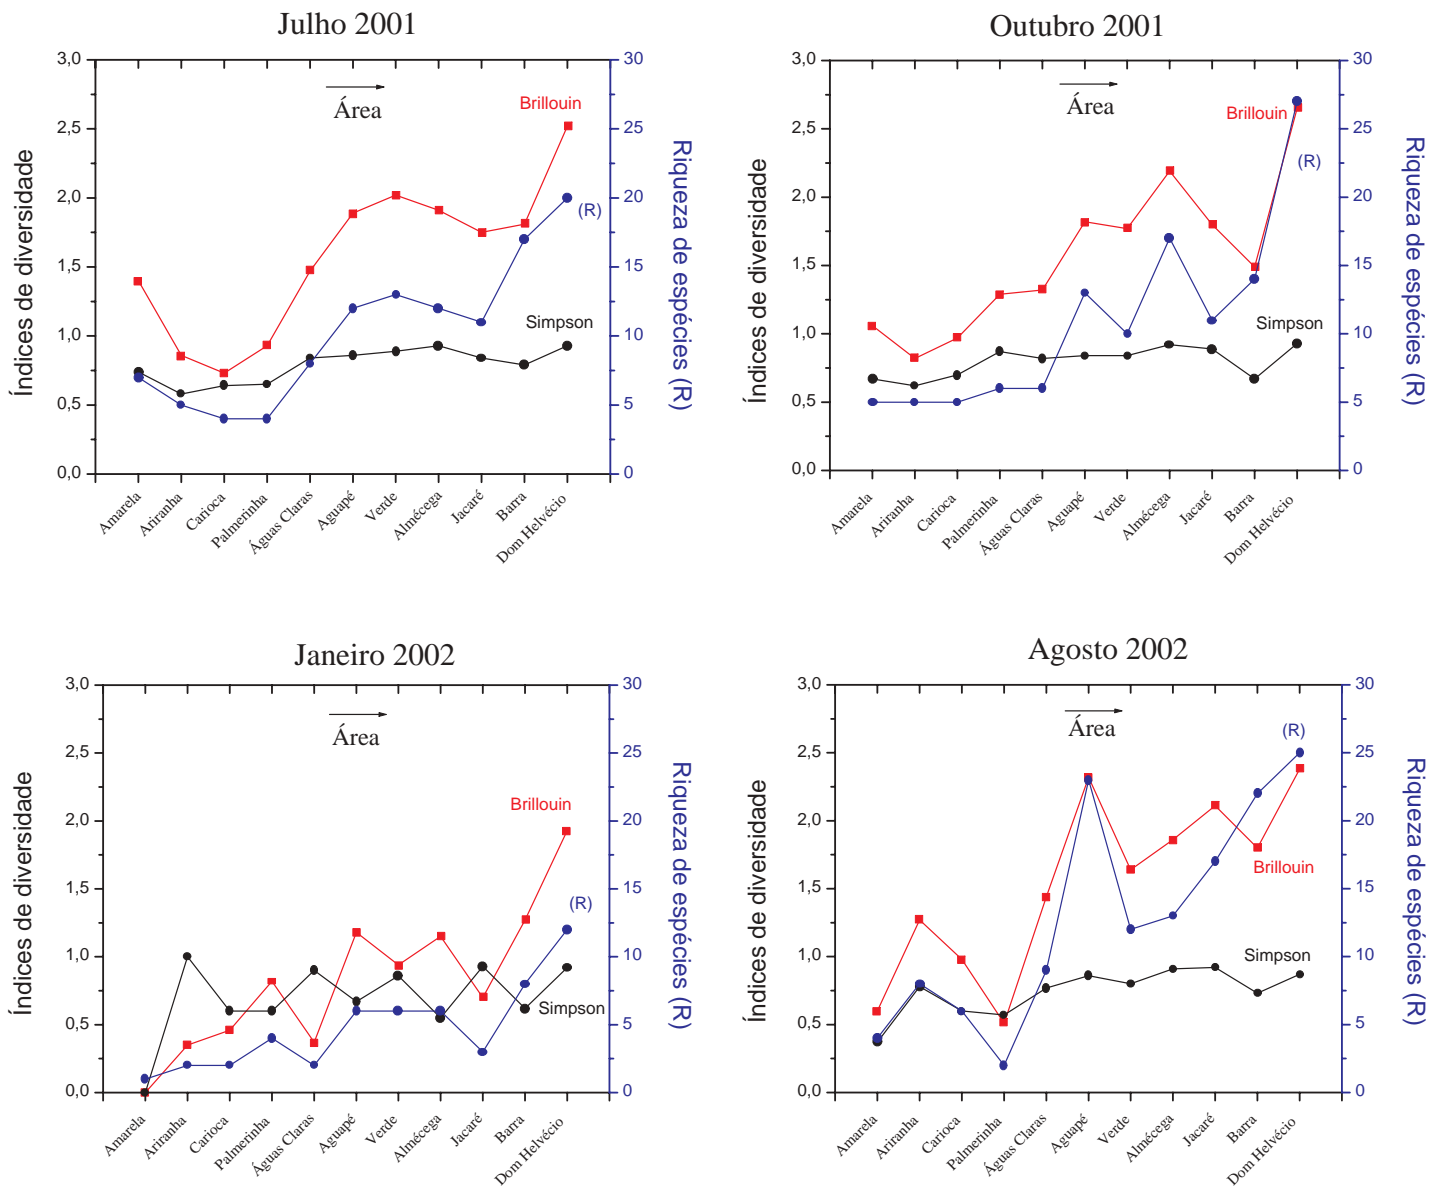 Julho 2001
3,0
2,5
2,0
1,5
1,0
0,5
0,0
Índices de diversidade
Área
Brillouin
(R)
Simpson
30
25
20
15
10
5
0
Riqueza de espécies (R)
Amarela
Ariranha
Carioca
Palmerinha
Águas Claras
Aguapé
Verde
Almécega
Jacaré
Barra
Dom Helvécio
Outubro 2001
3,0
2,5
2,0
1,5
1,0
0,5
0,0
Índices de diversidade
Área
Brillouin
(R)
Simpson
30
25
20
15
10
5
0
Riqueza de espécies (R)
Amarela
Ariranha
Carioca
Palmerinha
Águas Claras
Aguapé
Verde
Almécega
Jacaré
Barra
Dom Helvécio
Janeiro 2002
3,0
2,5
2,0
1,5
1,0
0,5
0,0
Índices de diversidade
Área
Brillouin
(R)
Simpson
30
25
20
15
10
5
0
Riqueza de espécies (R)
Amarela
Ariranha
Carioca
Palmerinha
Águas Claras
Aguapé
Verde
Almécega
Jacaré
Barra
Dom Helvécio
Agosto 2002
3,0
2,5
2,0
1,5
1,0
0,5
0,0
Índices de diversidade
Área
(R)
Brillouin
Simpson
30
25
20
15
10
5
0
Riqueza de espécies (R)
Amarela
Ariranha
Carioca
Palmerinha
Águas Claras
Aguapé
Verde
Almécega
Jacaré
Barra
Dom Helvécio